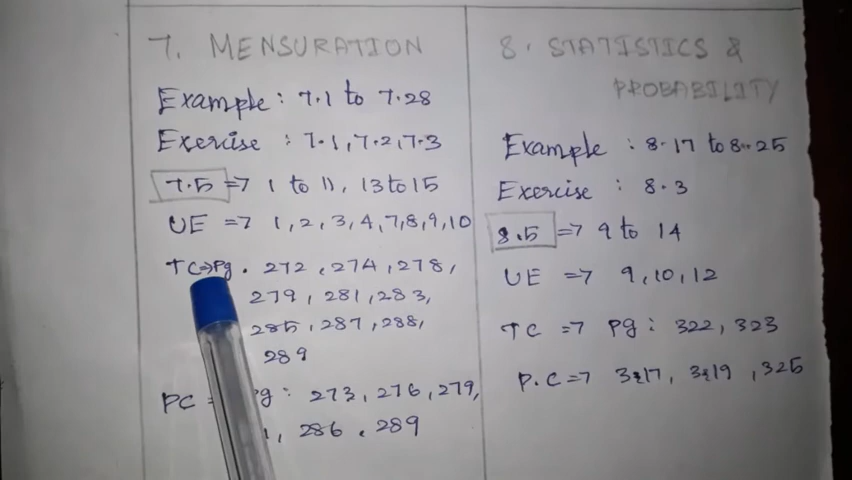 7. MENSURATION
Example : 7.1 to 7.28
Exercise : 7.1, 7.2, 7.3
7.5 => 1 to 11, 13 to 15
UE => 1, 2, 3, 4, 7, 8, 9, 10
TC => Pg. 272, 274, 278,
279, 281, 283,
285, 287, 288,
289
PC = Pg : 273, 276, 279,
1, 286, 289
8. STATISTICS &
PROBABILITY
Example : 8.17 to 8.25
Exercise : 8.3
8.5 => 9 to 14
UE => 9, 10, 12
TC => Pg : 322, 323
P.C => 317, 319, 325